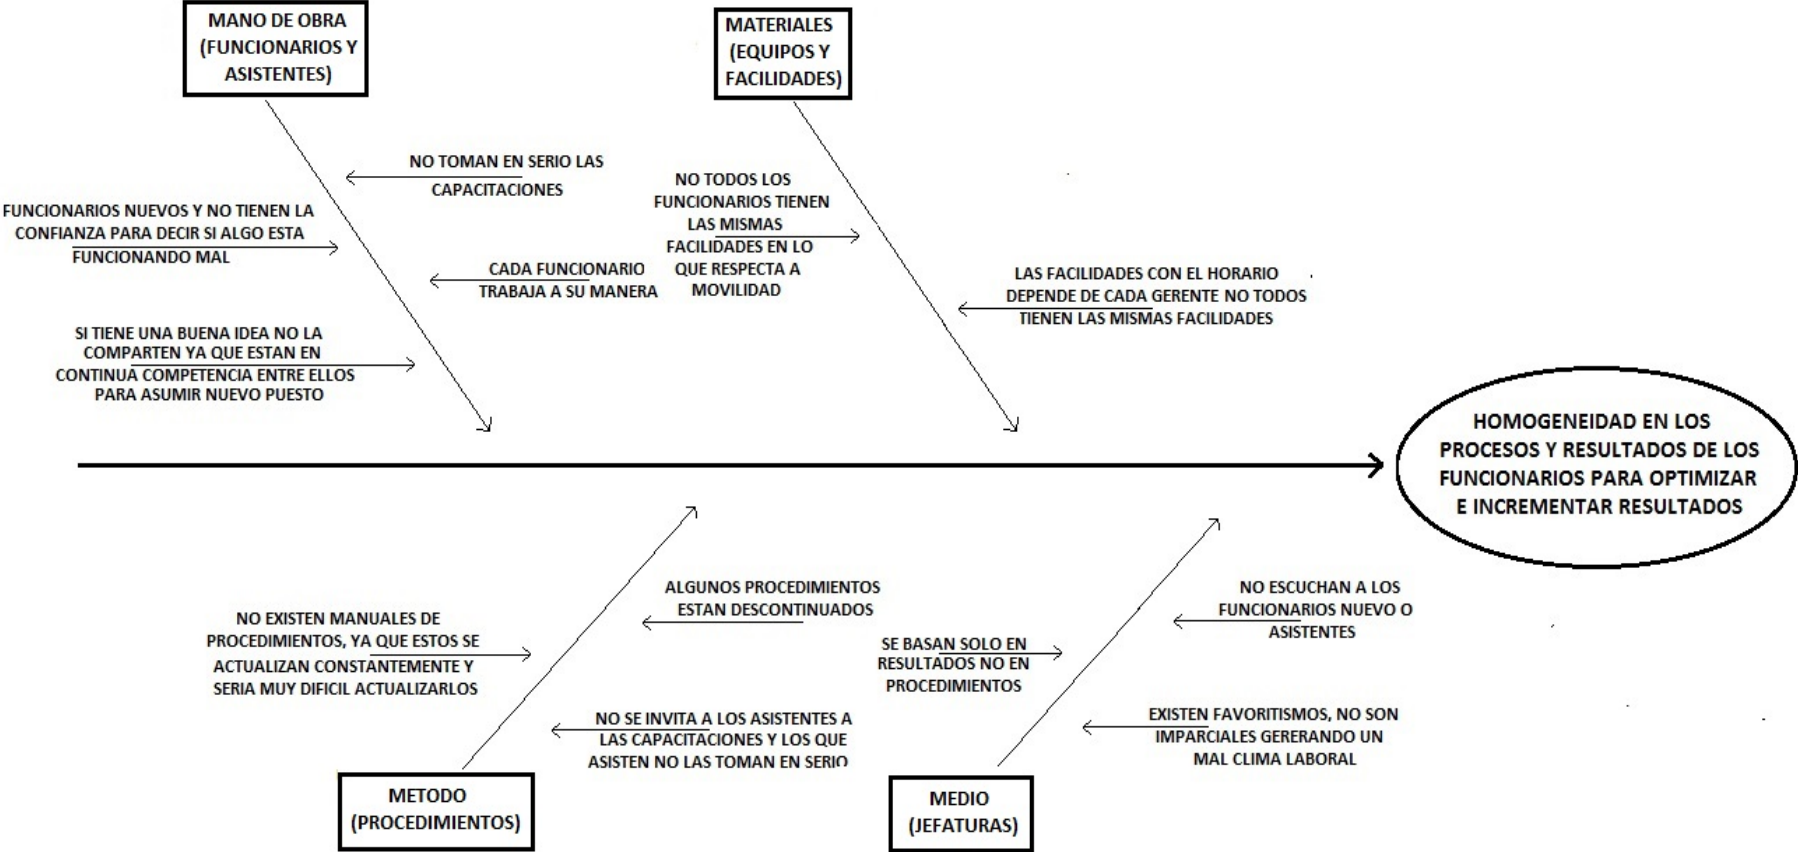 MANO DE OBRA
(FUNCIONARIOS Y
ASISTENTES)
MATERIALES
(EQUIPOS Y
FACILIDADES)
NO TOMAN EN SERIO LAS
CAPACITACIONES
FUNCIONARIOS NUEVOS Y NO TIENEN LA
CONFIANZA PARA DECIR SI ALGO ESTA
FUNCIONANDO MAL
CADA FUNCIONARIO
TRABAJA A SU MANERA
SI TIENE UNA BUENA IDEA NO LA
COMPARTEN YA QUE ESTAN EN
CONTINUA COMPETENCIA ENTRE ELLOS
PARA ASUMIR NUEVO PUESTO
NO TODOS LOS
FUNCIONARIOS TIENEN
LAS MISMAS
FACILIDADES EN LO
QUE RESPECTA A
MOVILIDAD
LAS FACILIDADES CON EL HORARIO
DEPENDE DE CADA GERENTE NO TODOS
TIENEN LAS MISMAS FACILIDADES
HOMOGENEIDAD EN LOS
PROCESOS Y RESULTADOS DE LOS
FUNCIONARIOS PARA OPTIMIZAR
E INCREMENTAR RESULTADOS
NO EXISTEN MANUALES DE
PROCEDIMIENTOS, YA QUE ESTOS SE
ACTUALIZAN CONSTANTEMENTE Y
SERIA MUY DIFICIL ACTUALIZARLOS
ALGUNOS PROCEDIMIENTOS
ESTAN DESCONTINUADOS
NO SE INVITA A LOS ASISTENTES A
LAS CAPACITACIONES Y LOS QUE
ASISTEN NO LAS TOMAN EN SERIO
SE BASAN SOLO EN
RESULTADOS NO EN
PROCEDIMIENTOS
NO ESCUCHAN A LOS
FUNCIONARIOS NUEVO O
ASISTENTES
EXISTEN FAVORITISMOS, NO SON
IMPARCIALES GERERANDO UN
MAL CLIMA LABORAL
METODO
(PROCEDIMIENTOS)
MEDIO
(JEFATURAS)